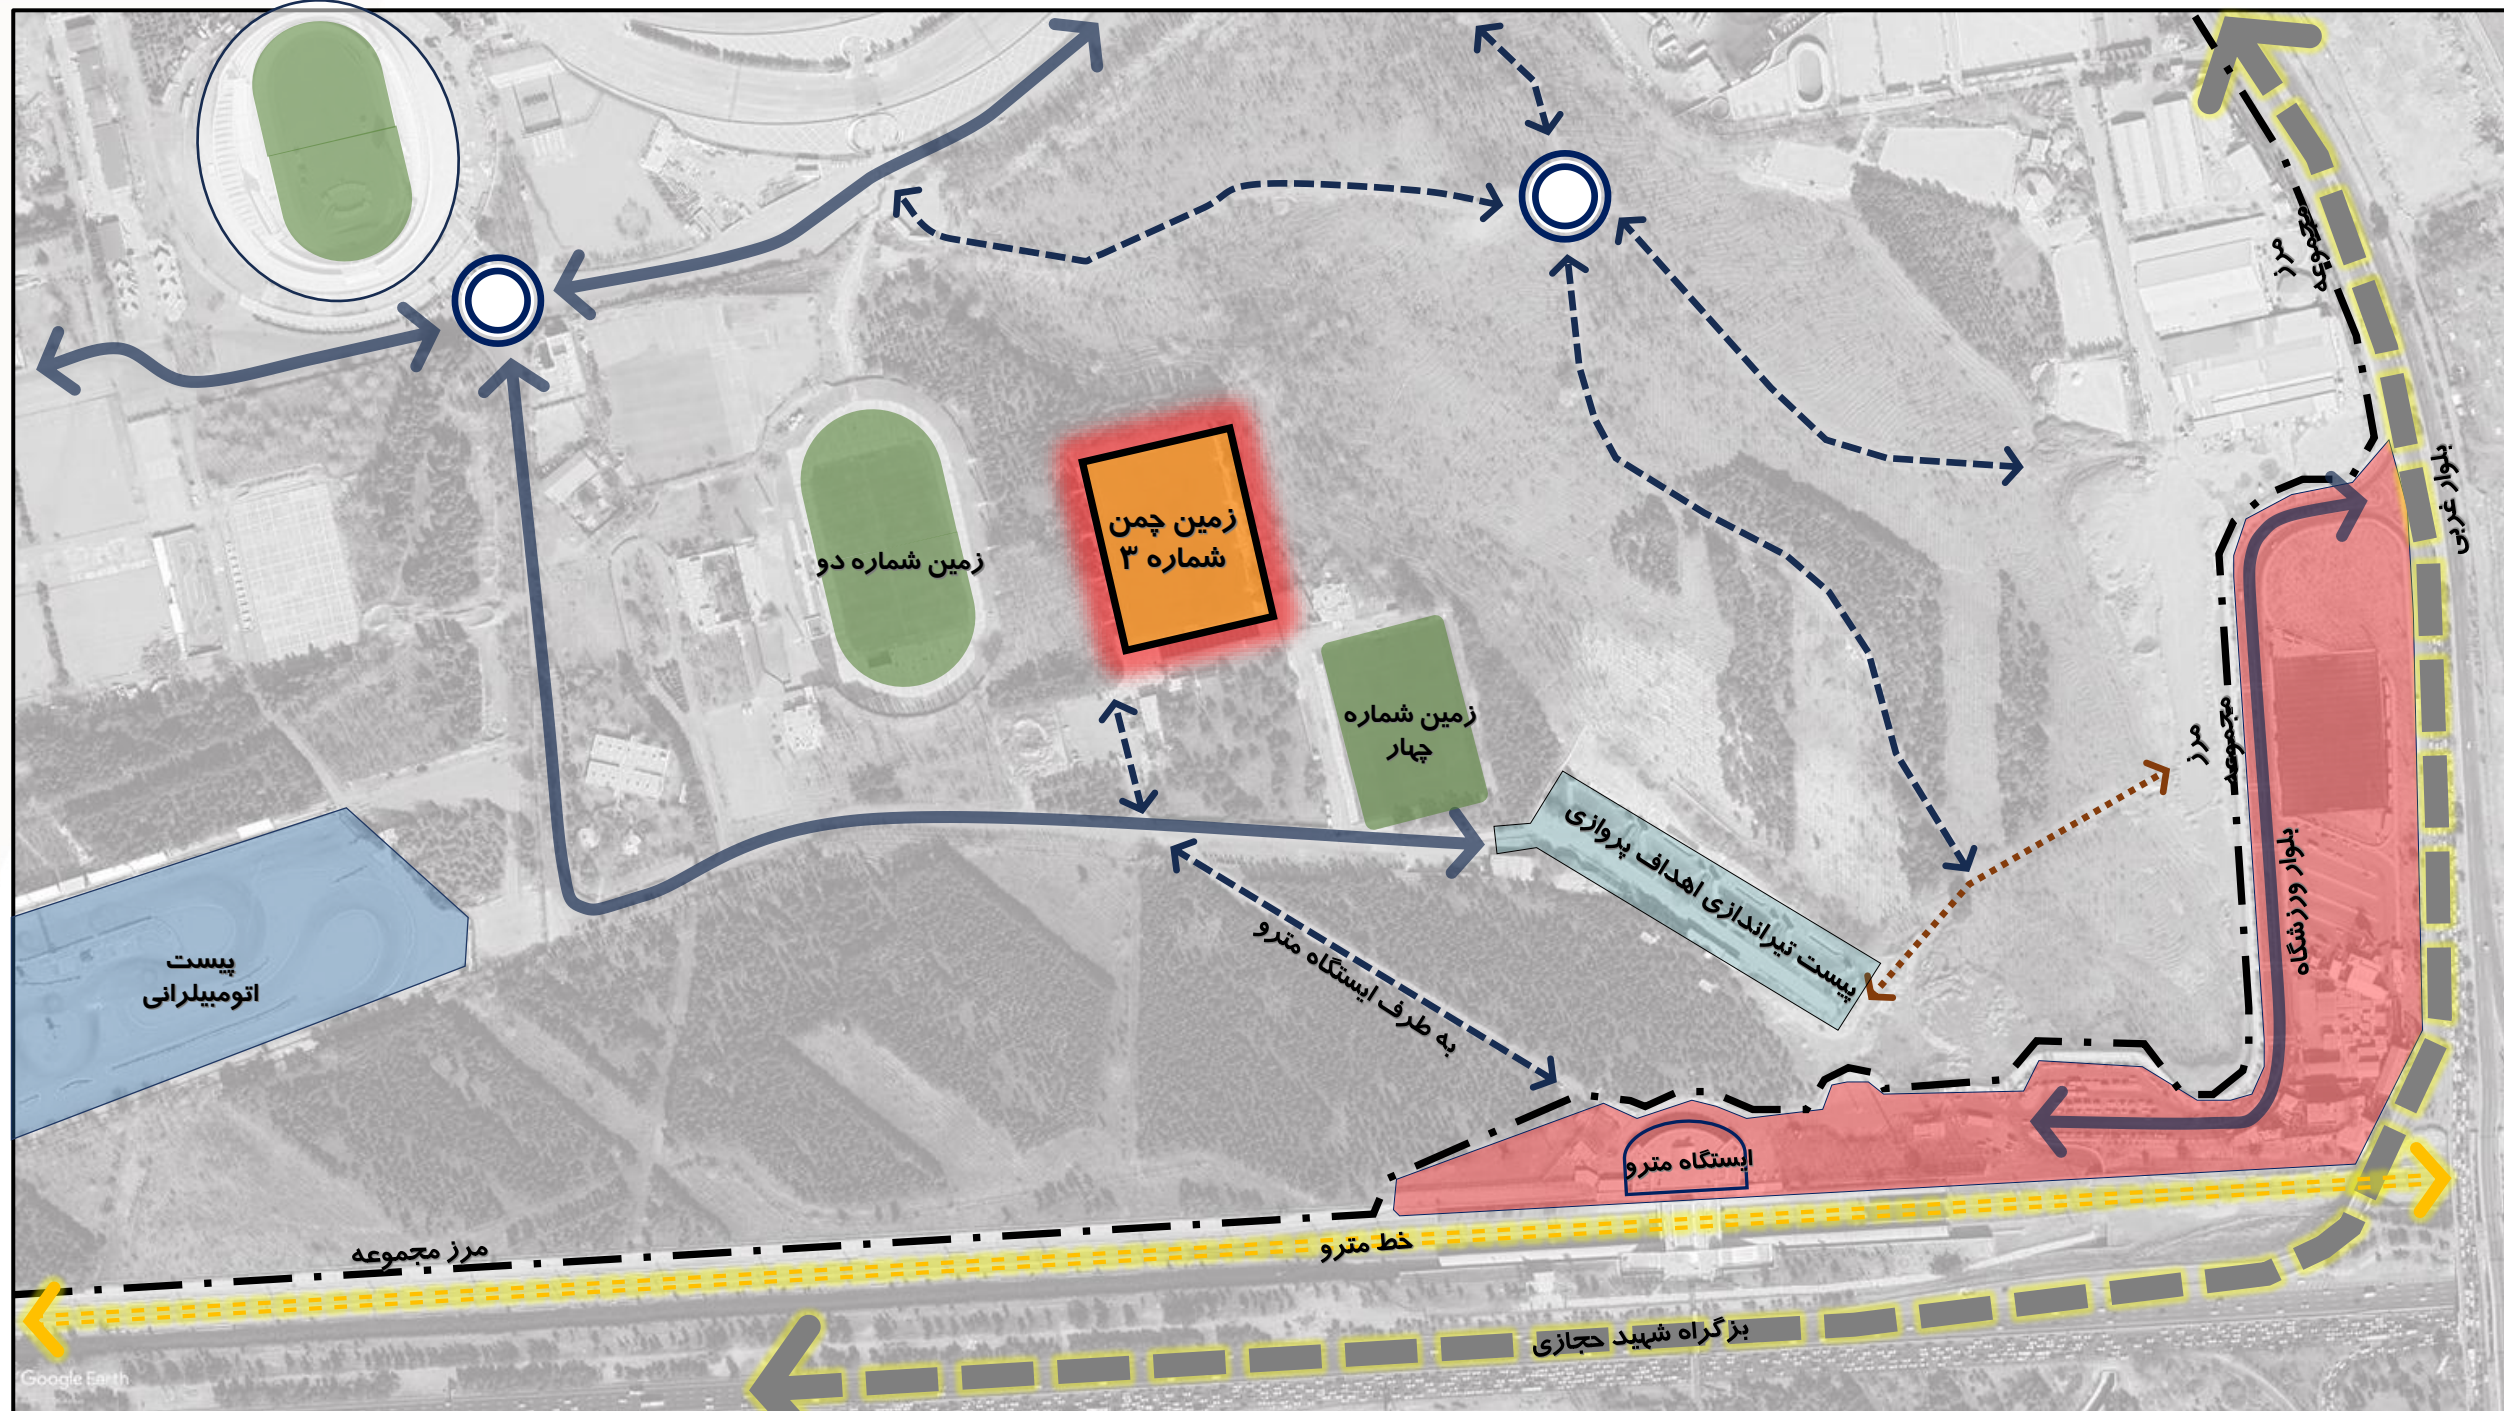 مرز
مجموعه
بلوار غربی
زمین چمن
شماره ۳
زمین شماره دو
زمین شماره
چهار
مرز
مجموعه
پیست تیراندازی اهداف پروازی
بلوار ورزشگاه
به طرف ایستگاه مترو
پیست
اتومبیلرانی
ایستگاه مترو
خط مترو
مرز مجموعه
بزگراه شهید حجازی
Google Earth